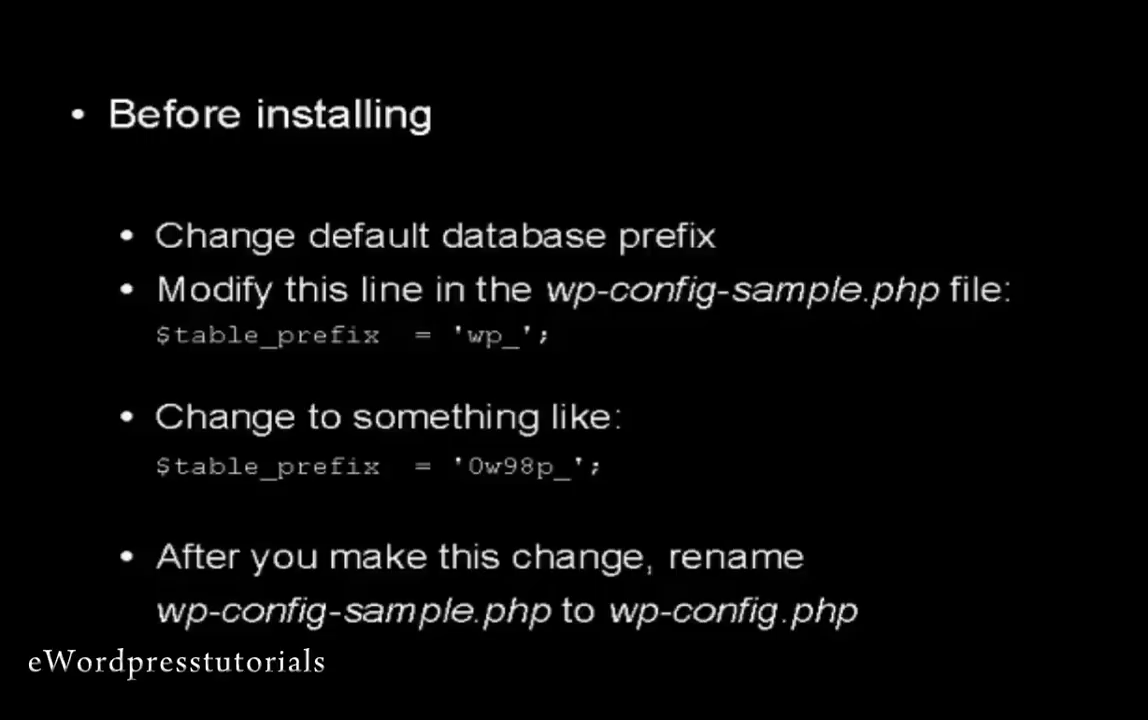 • Before installing
• Change default database prefix
• Modify this line in the wp-config-sample.php file:
$table_prefix  = 'wp_';
• Change to something like:
$table_prefix  = 'Ow98p_';
• After you make this change, rename
wp-config-sample.php to wp-config.php
eWordpresstutorials